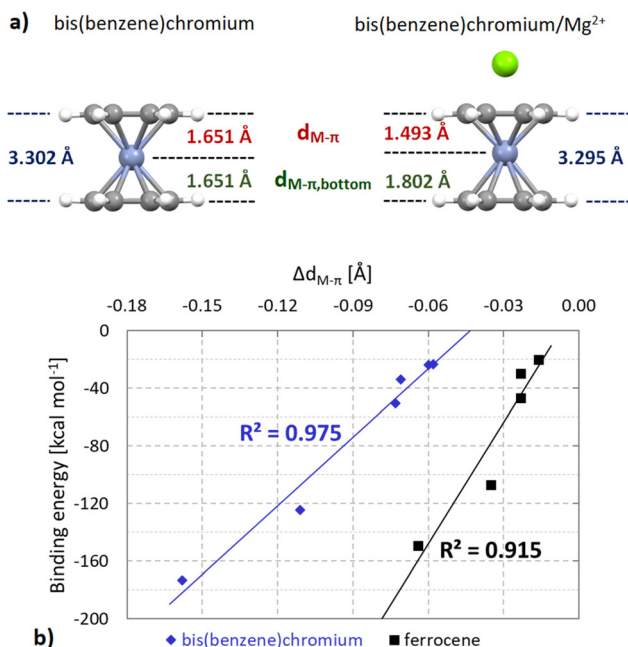 a) bis(benzene)chromium bis(benzene)chromium/Mg²⁺
1.651 Å d_M-π 1.493 Å
3.302 Å 3.295 Å
1.651 Å d_M-π,bottom 1.802 Å
Δd_M-π [Å]
-0.18 -0.15 -0.12 -0.09 -0.06 -0.03 0.00
Binding energy [kcal mol⁻¹]
0
-40
-80
-120
-160
-200
R² = 0.975
R² = 0.915
b) bis(benzene)chromium ferrocene